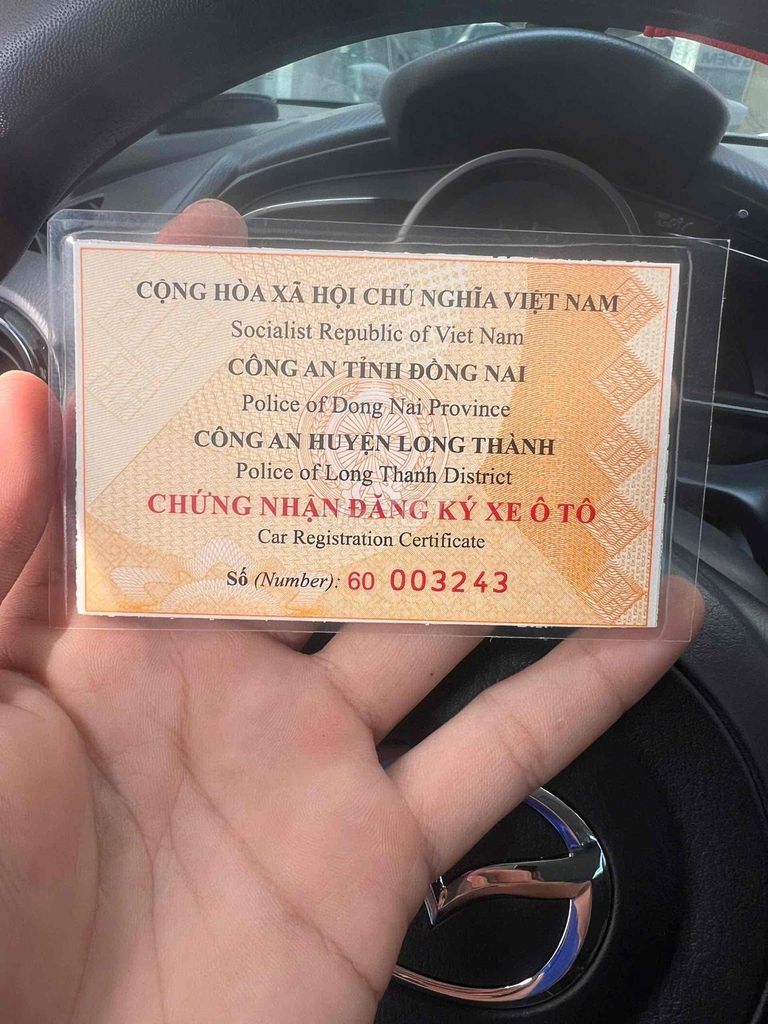 CỘNG HÒA XÃ HỘI CHỦ NGHĨA VIỆT NAM
Socialist Republic of Viet Nam
CÔNG AN TỈNH ĐỒNG NAI
Police of Dong Nai Province
CÔNG AN HUYỆN LONG THÀNH
Police of Long Thanh District
CHỨNG NHẬN ĐĂNG KÝ XE Ô TÔ
Car Registration Certificate
Số (Number): 60 003243